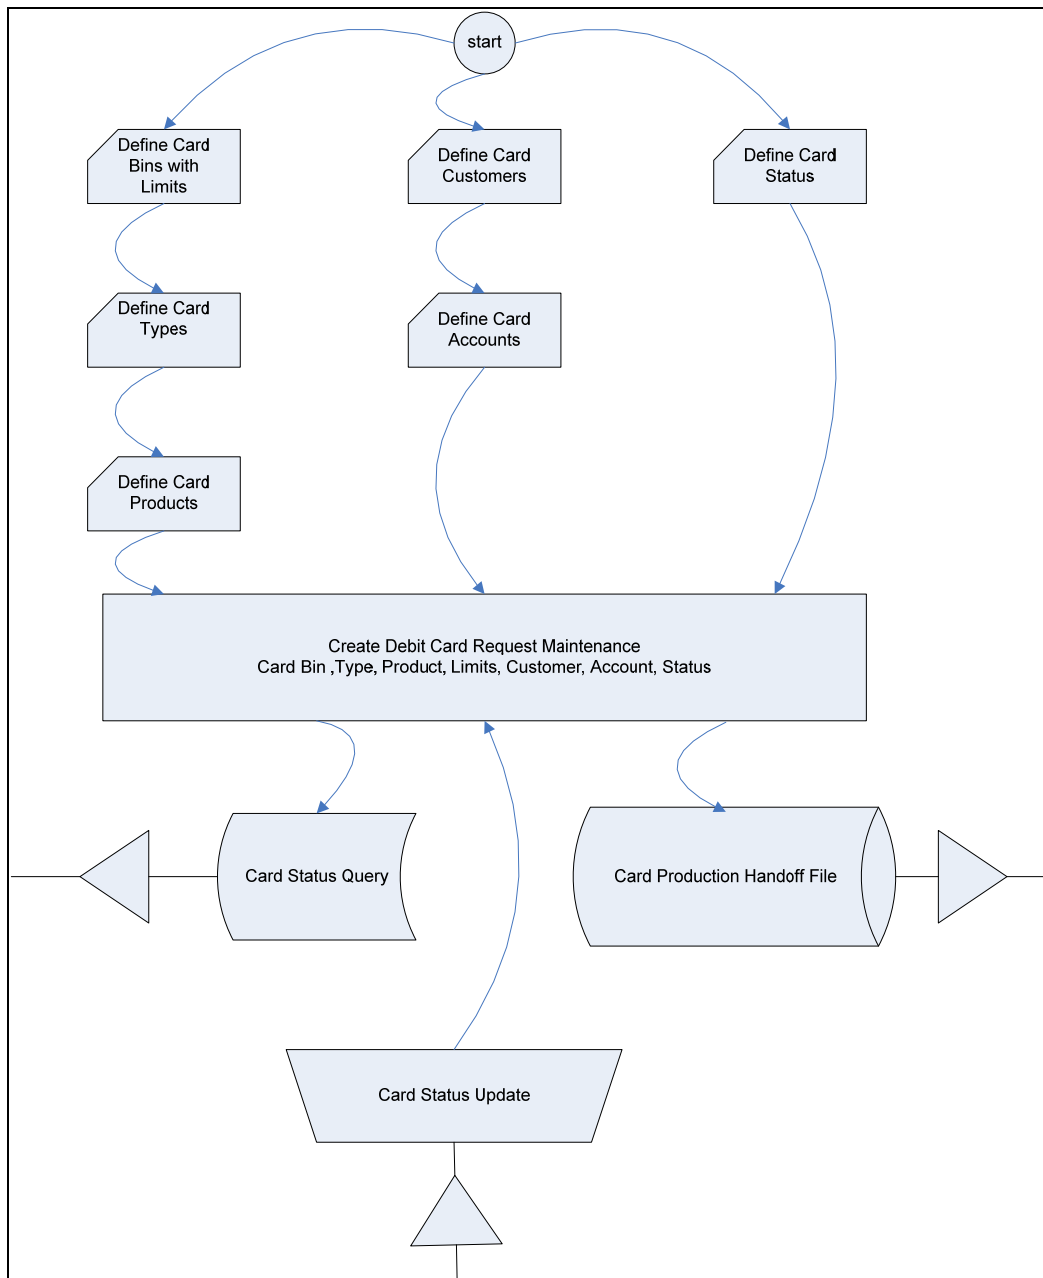 start
Define Card
Bins with
Limits
Define Card
Customers
Define Card
Status
Define Card
Types
Define Card
Accounts
Define Card
Products
Create Debit Card Request Maintenance
Card Bin ,Type, Product, Limits, Customer, Account, Status
Card Status Query
Card Production Handoff File
Card Status Update